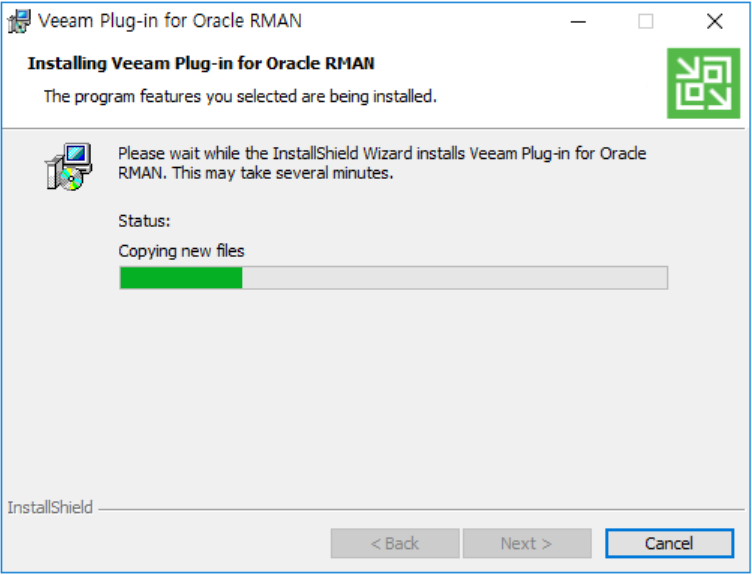 Veeam Plug-in for Oracle RMAN
Installing Veeam Plug-in for Oracle RMAN
The program features you selected are being installed.
Please wait while the InstallShield Wizard installs Veeam Plug-in for Oracle
RMAN. This may take several minutes.
Status:
Copying new files
InstallShield
< Back
Next >
Cancel